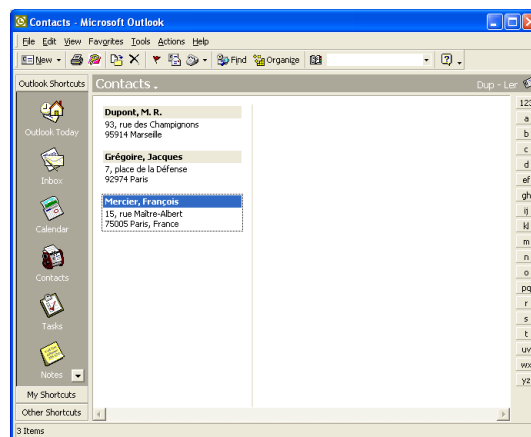 Contacts - Microsoft Outlook
File Edit View Favorites Tools Actions Help
New Find Organize
Outlook Shortcuts
Contacts .
Dup - Ler
Outlook Today
Inbox
Calendar
Contacts
Tasks
Notes
My Shortcuts
Other Shortcuts
Dupont, M. R.
93, rue des Champignons
95914 Marseille
Grégoire, Jacques
7, place de la Défense
92974 Paris
Mercier, François
15, rue Maître-Albert
75005 Paris, France
123
a
b
c
d
ef
gh
ij
kl
m
n
o
pq
r
s
t
uv
wx
yz
3 Items